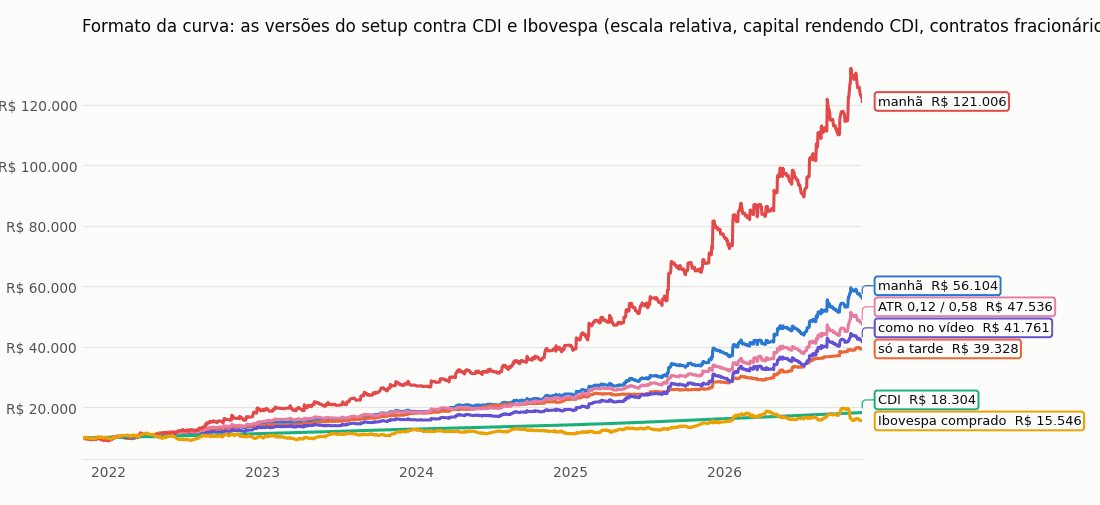 Formato da curva: as versões do setup contra CDI e Ibovespa (escala relativa, capital rendendo CDI, contratos fracionário
R$ 120.000
R$ 100.000
R$ 80.000
R$ 60.000
R$ 40.000
R$ 20.000
manhã R$ 121.006
manhã R$ 56.104
ATR 0,12 / 0,58 R$ 47.536
como no vídeo R$ 41.761
só a tarde R$ 39.328
CDI R$ 18.304
Ibovespa comprado R$ 15.546
2022 2023 2024 2025 2026